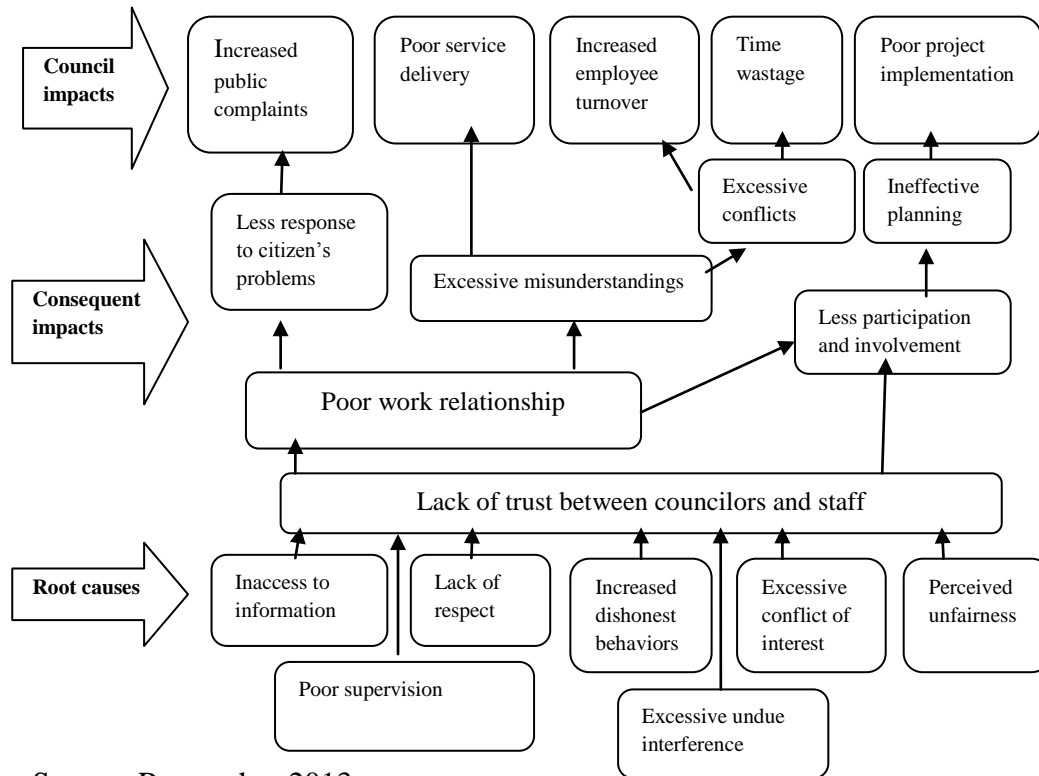 Council
impacts
Increased
public
complaints
Poor service
delivery
Increased
employee
turnover
Time
wastage
Poor project
implementation
Excessive
conflicts
Ineffective
planning
Less response
to citizen's
problems
Consequent
impacts
Excessive misunderstandings
Less participation
and involvement
Poor work relationship
Lack of trust between councilors and staff
Root causes
Inaccess to
information
Lack of
respect
Increased
dishonest
behaviors
Excessive
conflict of
interest
Perceived
unfairness
Poor supervision
Excessive undue
interference
2013